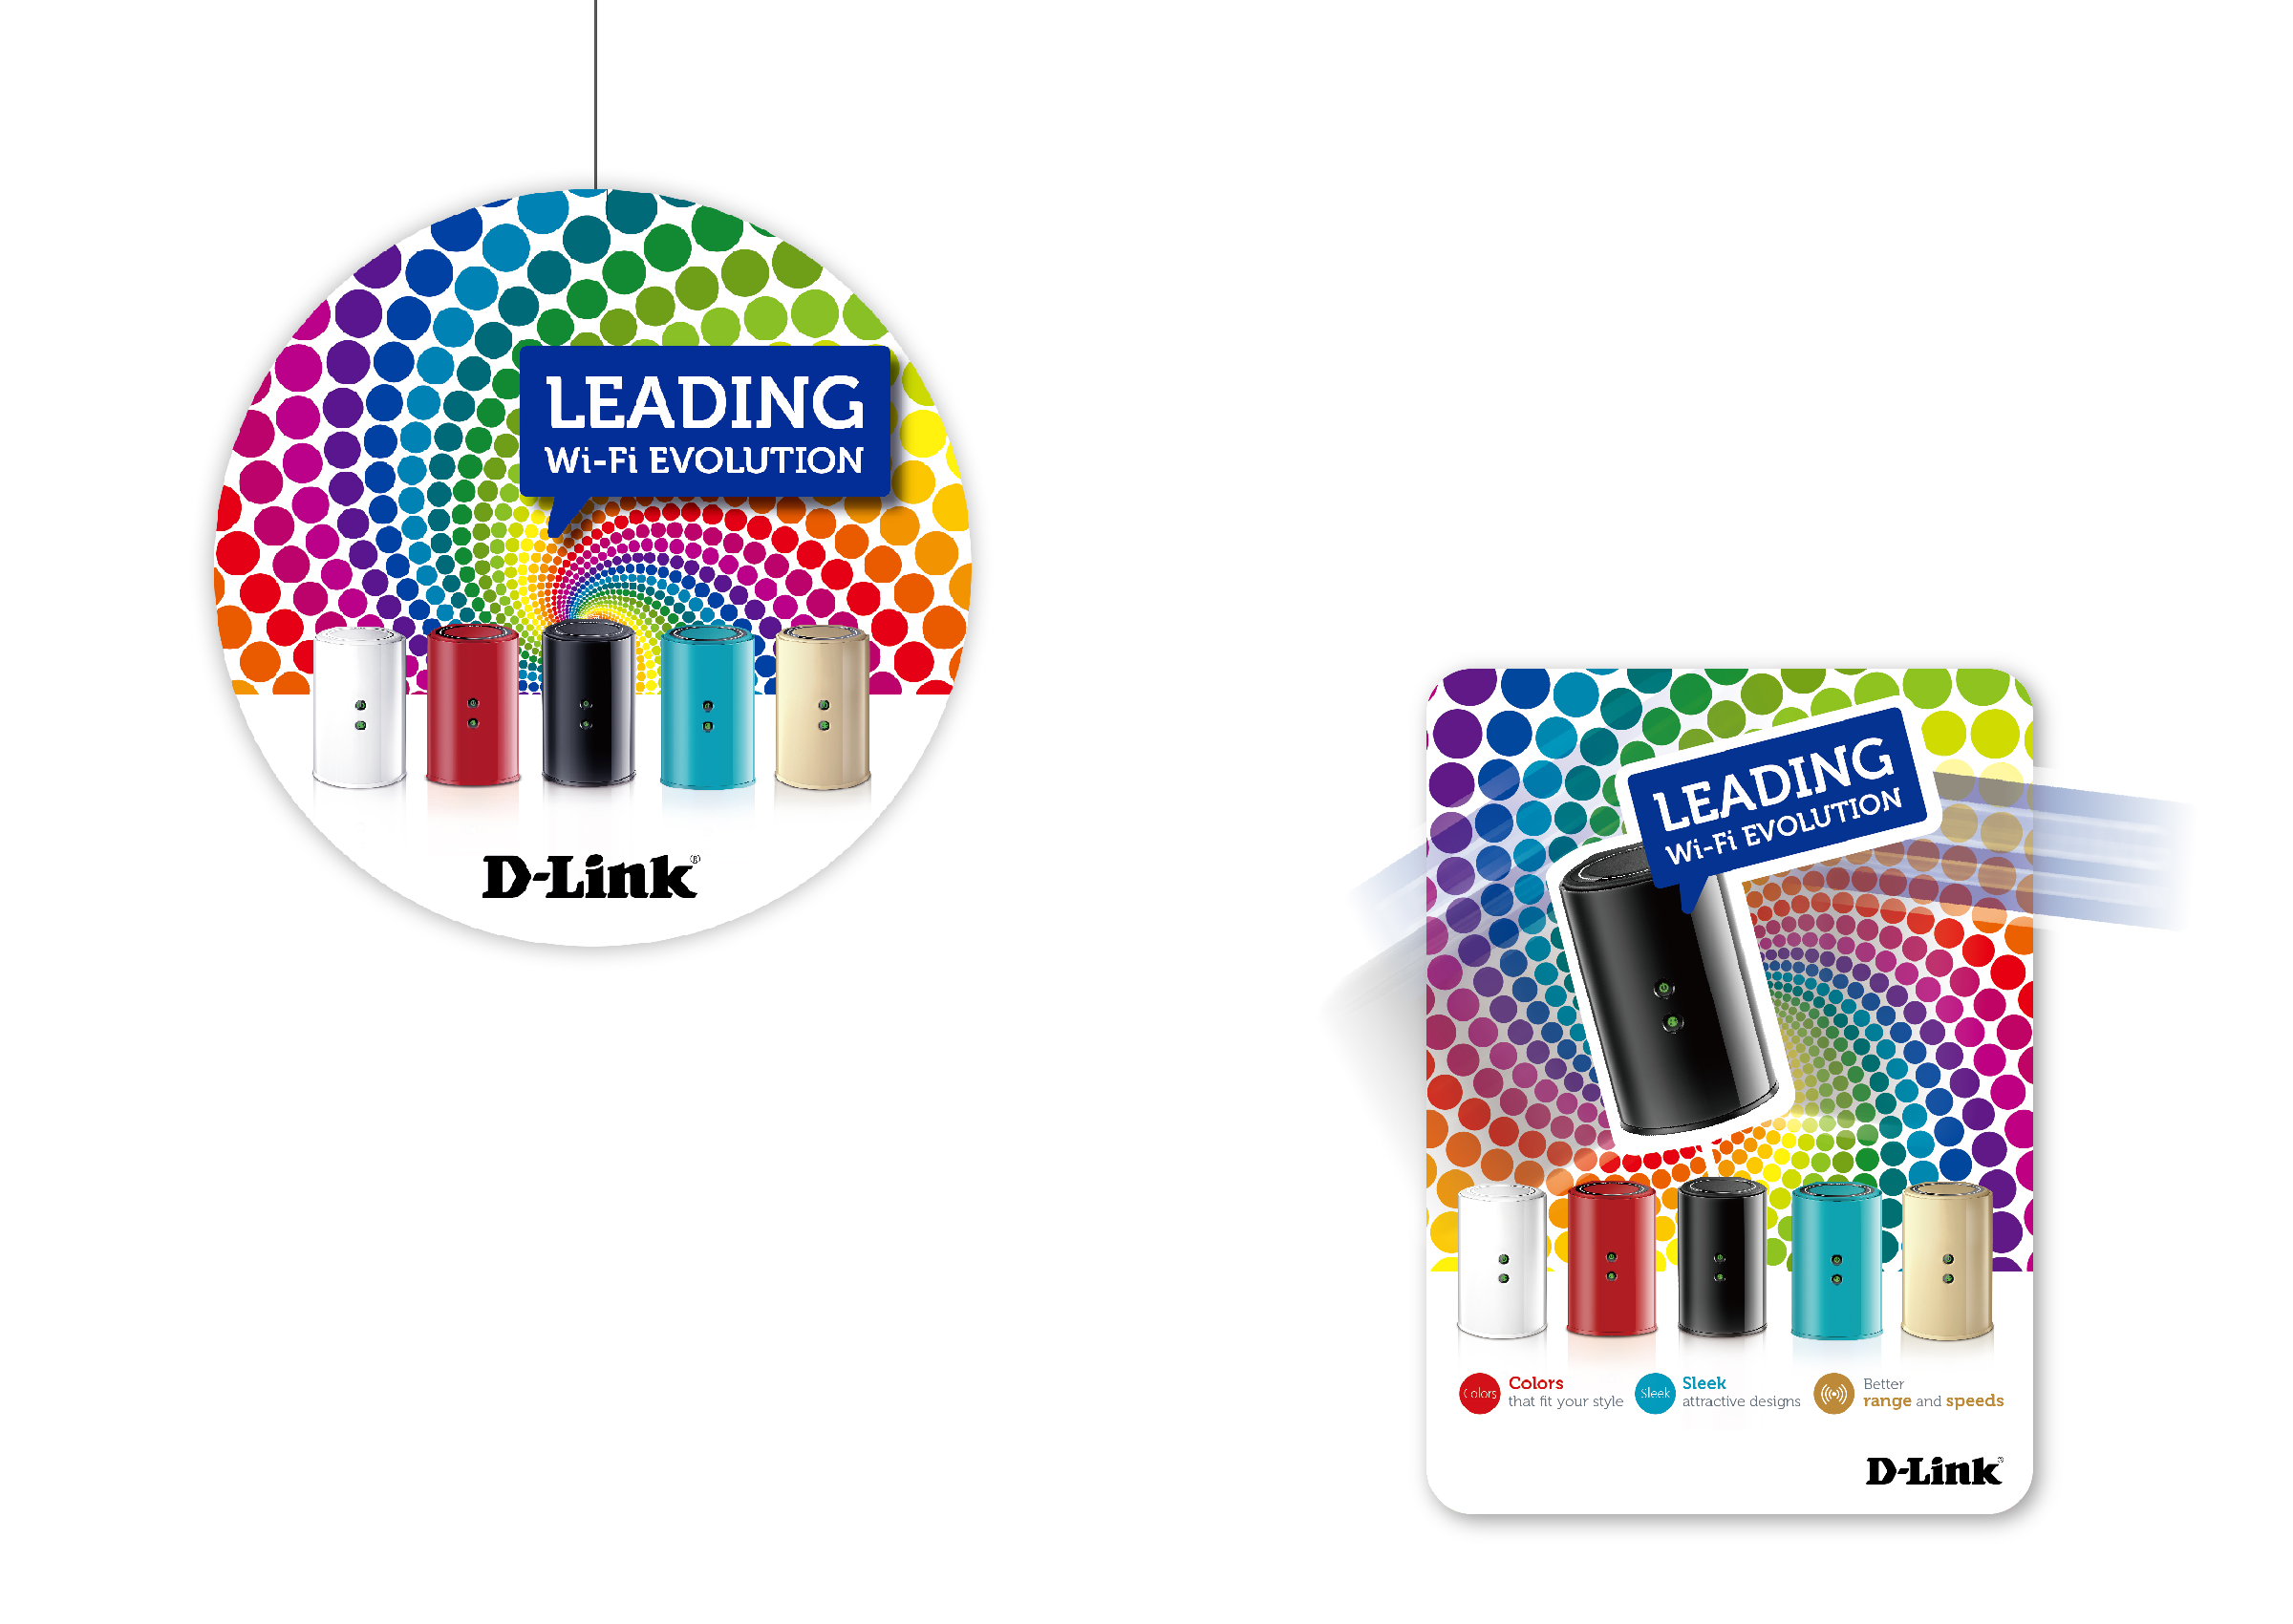 LEADING
Wi-Fi EVOLUTION
D-Link®
LEADING
Wi-Fi EVOLUTION
Colors
Colors
that fit your style
Sleek
Sleek
attractive designs
Better
range and speeds
D-Link®